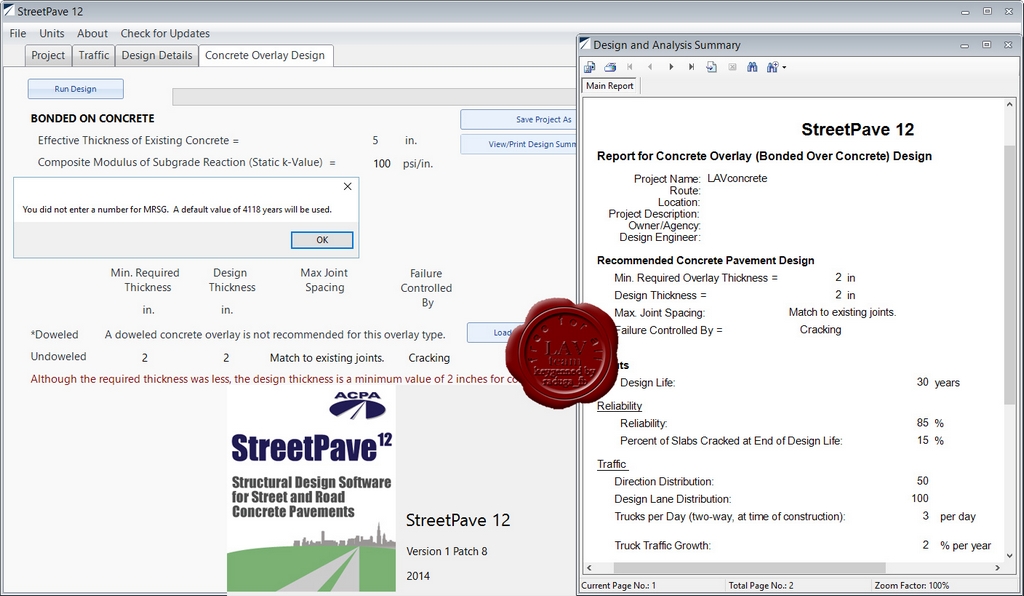 StreetPave 12
File Units About Check for Updates
Project Traffic Design Details Concrete Overlay Design
Run Design
BONDED ON CONCRETE
Effective Thickness of Existing Concrete = 5 in.
Save Project As
Composite Modulus of Subgrade Reaction (Static k-Value) = 100 psi/in.
View/Print Design Summ
You did not enter a number for MRSG. A default value of 4118 years will be used.
OK
Min. Required Thickness
in.
Design Thickness
in.
Max Joint Spacing
Failure Controlled By
*Doweled A doweled concrete overlay is not recommended for this overlay type.
Load
Undoweled 2 2 Match to existing joints. Cracking
Although the required thickness was less, the design thickness is a minimum value of 2 inches for co
ACPA
StreetPave12
Structural Design Software
for Street and Road
Concrete Pavements
StreetPave 12
Version 1 Patch 8
2014
LAV
team
keygenned by
Design and Analysis Summary
Main Report
StreetPave 12
Report for Concrete Overlay (Bonded Over Concrete) Design
Project Name: LAVconcrete
Route:
Location:
Project Description:
Owner/Agency:
Design Engineer:
Recommended Concrete Pavement Design
Min. Required Overlay Thickness = 2 in
Design Thickness = 2 in
Max. Joint Spacing: Match to existing joints.
Failure Controlled By = Cracking
uts
Design Life: 30 years
Reliability
Reliability: 85 %
Percent of Slabs Cracked at End of Design Life: 15 %
Traffic
Direction Distribution: 50
Design Lane Distribution: 100
Trucks per Day (two-way, at time of construction): 3 per day
Truck Traffic Growth: 2 % per year
Current Page No.: 1 Total Page No.: 2 Zoom Factor: 100%